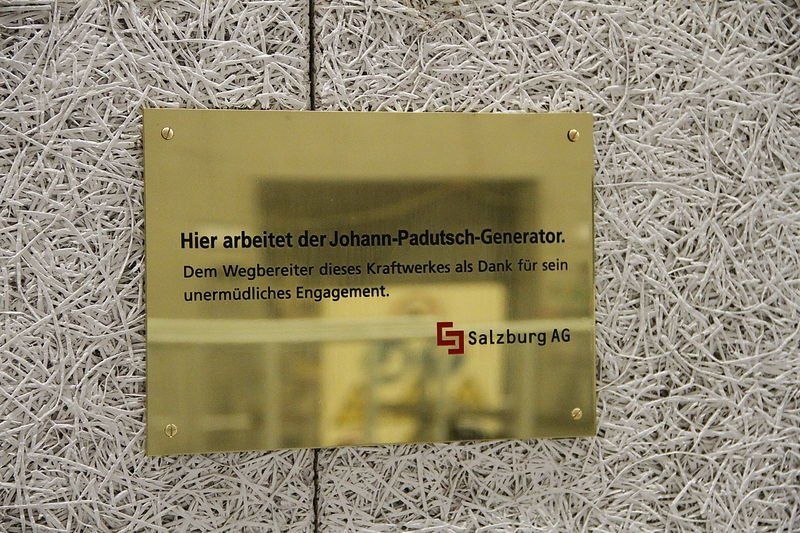 Hier arbeitet der Johann-Padutsch-Generator.
Dem Wegbereiter dieses Kraftwerkes als Dank für sein
unermüdliches Engagement.
Salzburg AG